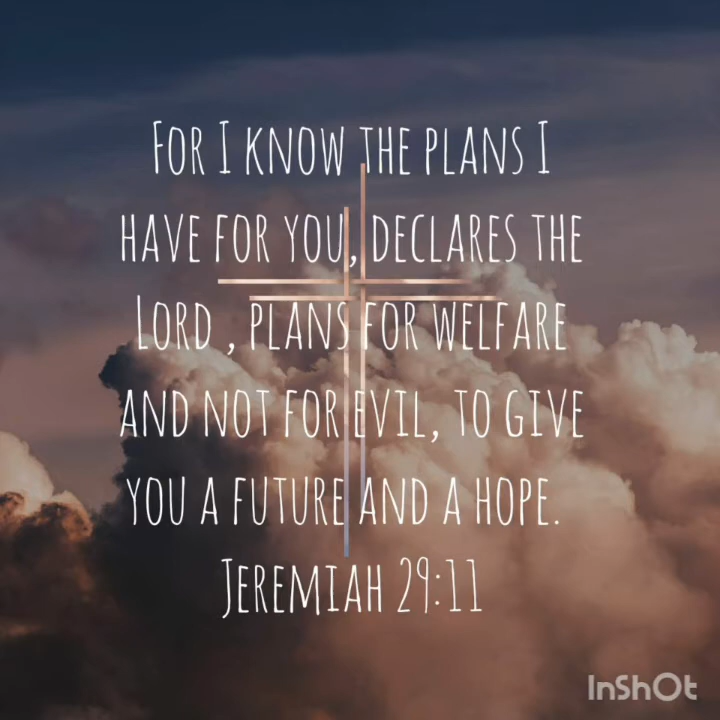 For I know the plans I
have for you, declares the
Lord , plans for welfare
and not for evil, to give
you a future and a hope.
Jeremiah 29:11
InShOt